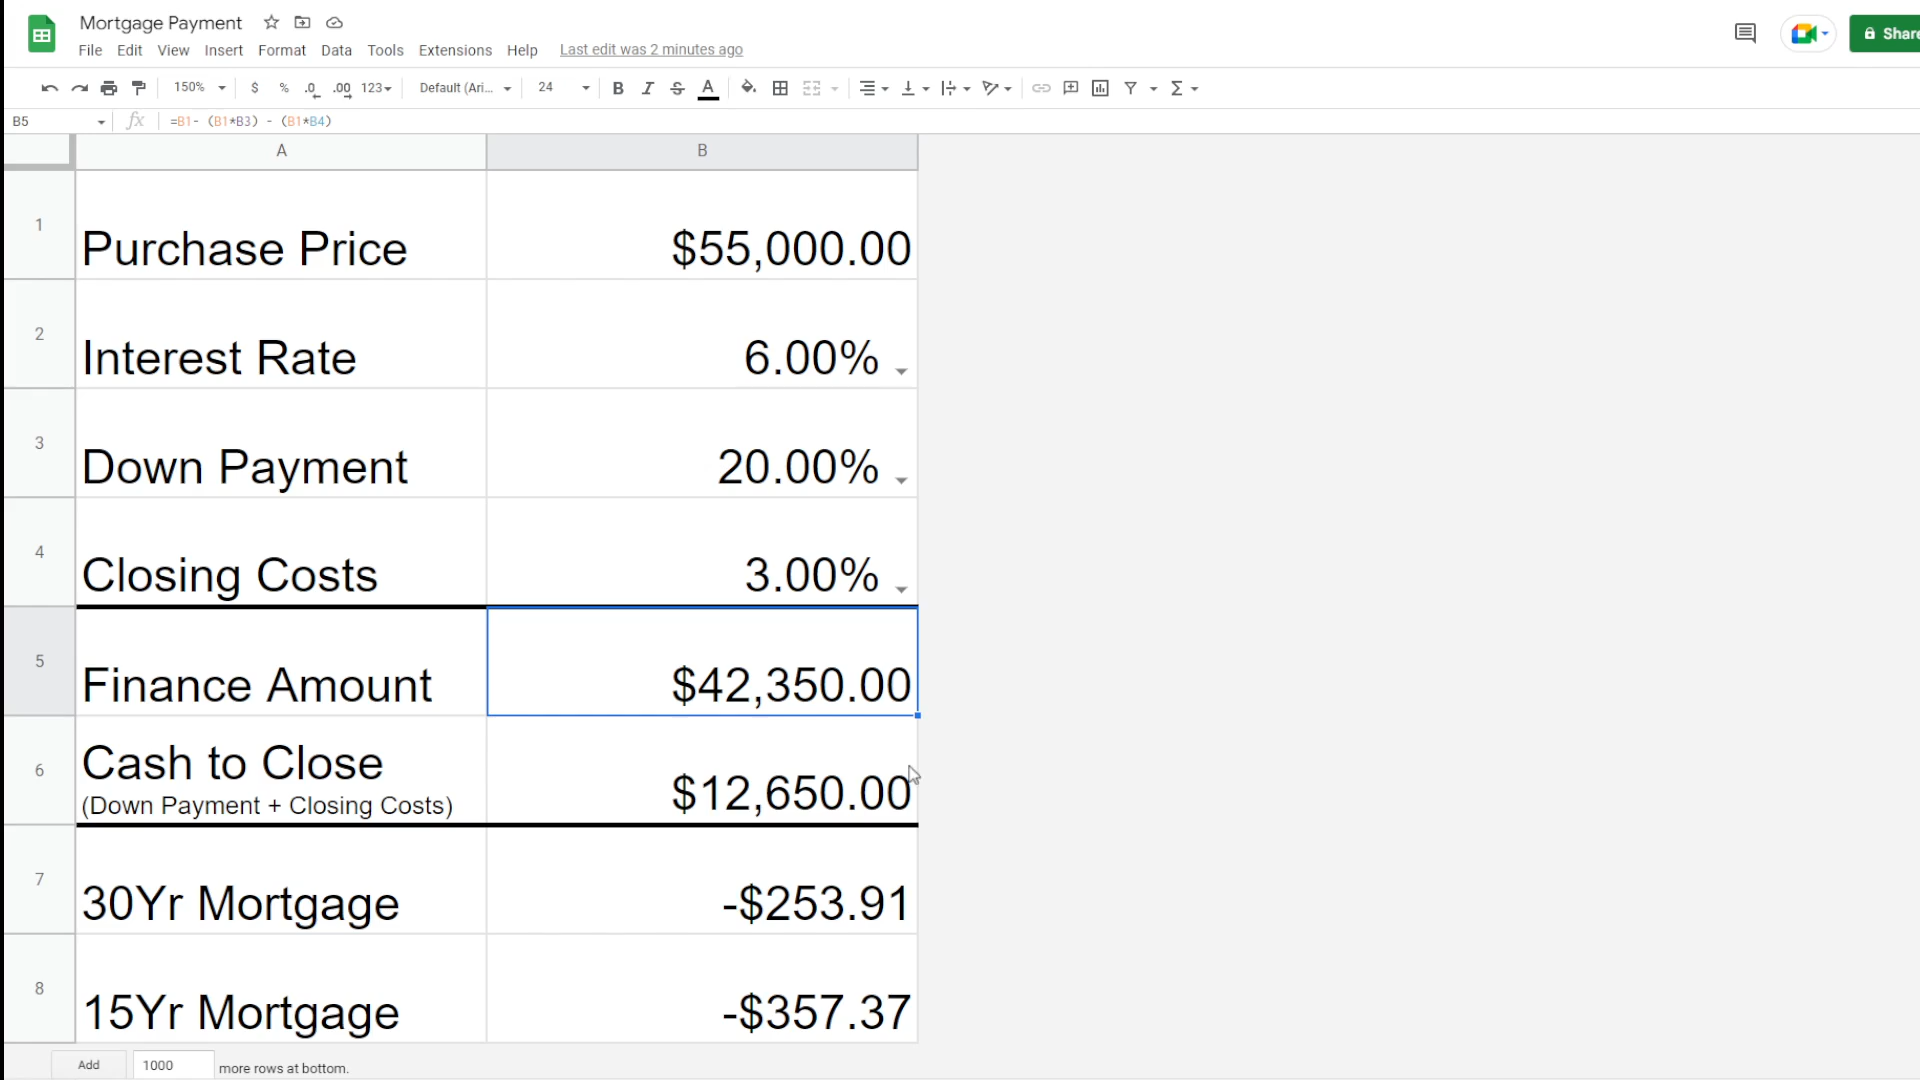 Mortgage Payment
File Edit View Insert Format Data Tools Extensions Help Last edit was 2 minutes ago
Share
150% $ % .0 .00 123 Default (Ari... 24 B I S A
B5 fx =B1- (B1*B3) - (B1*B4)
A B
1 Purchase Price $55,000.00
2 Interest Rate 6.00%
3 Down Payment 20.00%
4 Closing Costs 3.00%
5 Finance Amount $42,350.00
6 Cash to Close $12,650.00
(Down Payment + Closing Costs)
7 30Yr Mortgage -$253.91
8 15Yr Mortgage -$357.37
Add 1000 more rows at bottom.